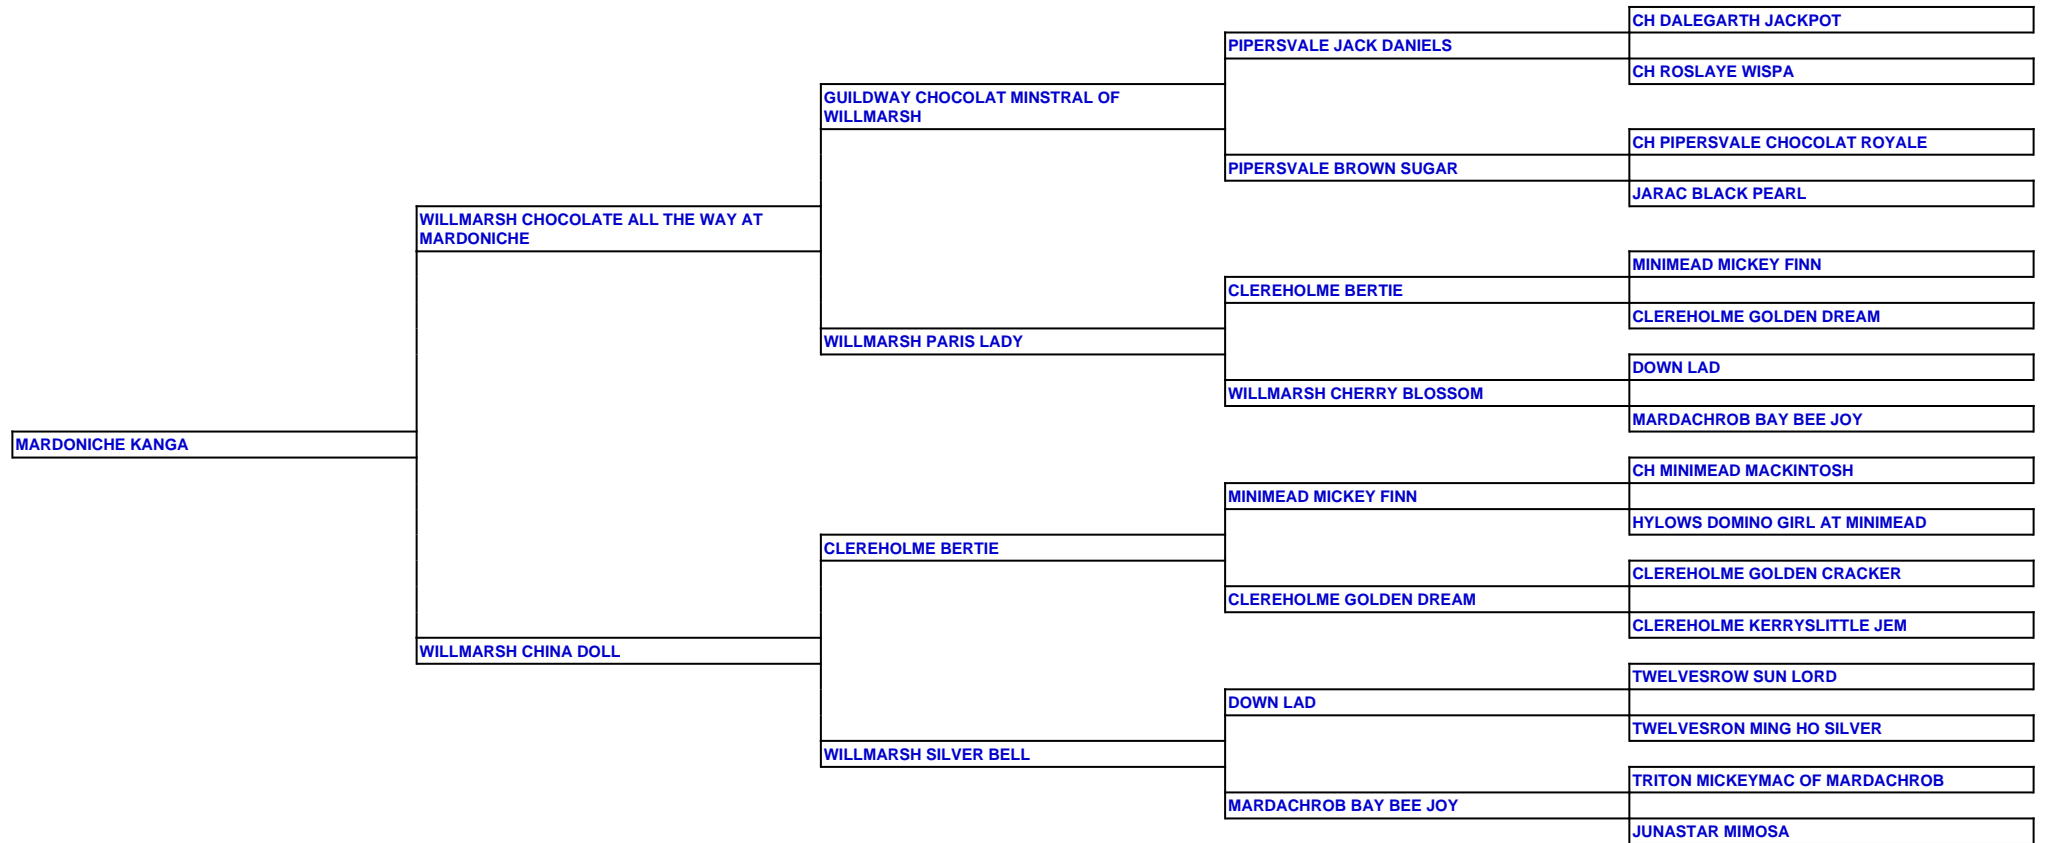 CH DALEGARTH JACKPOT
PIPERSVALE JACK DANIELS
CH ROSLAYE WISPA
GUILDWAY CHOCOLAT MINSTRAL OF
WILLMARSH
CH PIPERSVALE CHOCOLAT ROYALE
PIPERSVALE BROWN SUGAR
JARAC BLACK PEARL
WILLMARSH CHOCOLATE ALL THE WAY AT
MARDONICHE
MINIMEAD MICKEY FINN
CLEREHOLME BERTIE
CLEREHOLME GOLDEN DREAM
WILLMARSH PARIS LADY
DOWN LAD
WILLMARSH CHERRY BLOSSOM
MARDACHROB BAY BEE JOY
MARDONICHE KANGA
CH MINIMEAD MACKINTOSH
MINIMEAD MICKEY FINN
HYLOWS DOMINO GIRL AT MINIMEAD
CLEREHOLME BERTIE
CLEREHOLME GOLDEN CRACKER
CLEREHOLME GOLDEN DREAM
CLEREHOLME KERRYSLITTLE JEM
WILLMARSH CHINA DOLL
TWELVESROW SUN LORD
DOWN LAD
TWELVESRON MING HO SILVER
WILLMARSH SILVER BELL
TRITON MICKEYMAC OF MARDACHROB
MARDACHROB BAY BEE JOY
JUNASTAR MIMOSA